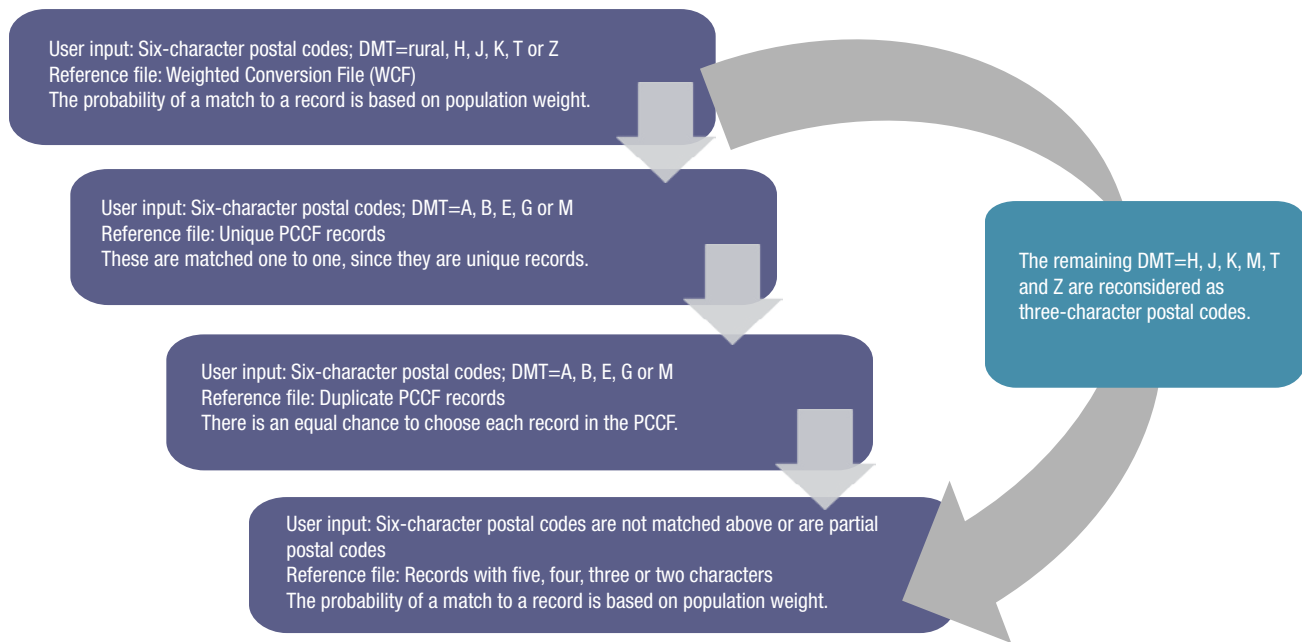 User input: Six-character postal codes; DMT=rural, H, J, K, T or Z
Reference file: Weighted Conversion File (WCF)
The probability of a match to a record is based on population weight.
User input: Six-character postal codes; DMT=A, B, E, G or M
Reference file: Unique PCCF records
These are matched one to one, since they are unique records.
The remaining DMT=H, J, K, M, T
and Z are reconsidered as
three-character postal codes.
User input: Six-character postal codes; DMT=A, B, E, G or M
Reference file: Duplicate PCCF records
There is an equal chance to choose each record in the PCCF.
User input: Six-character postal codes are not matched above or are partial
postal codes
Reference file: Records with five, four, three or two characters
The probability of a match to a record is based on population weight.